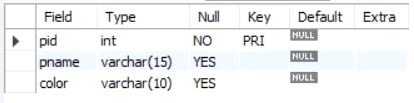 Field Type Null Key Default Extra
pid int NO PRI NULL
pname varchar(15) YES NULL
color varchar(10) YES NULL